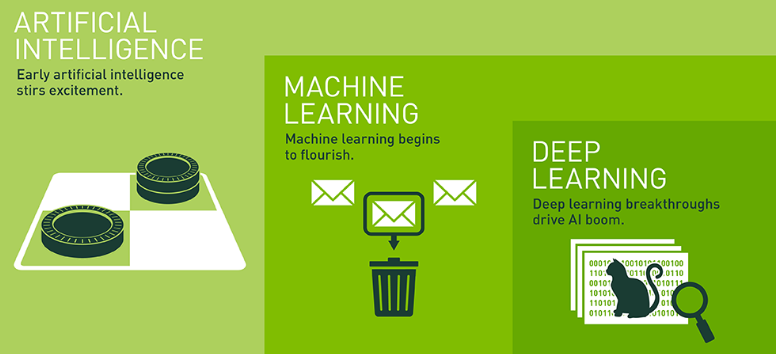 ARTIFICIAL
INTELLIGENCE
Early artificial intelligence
stirs excitement.
MACHINE
LEARNING
Machine learning begins
to flourish.
DEEP
LEARNING
Deep learning breakthroughs
drive AI boom.